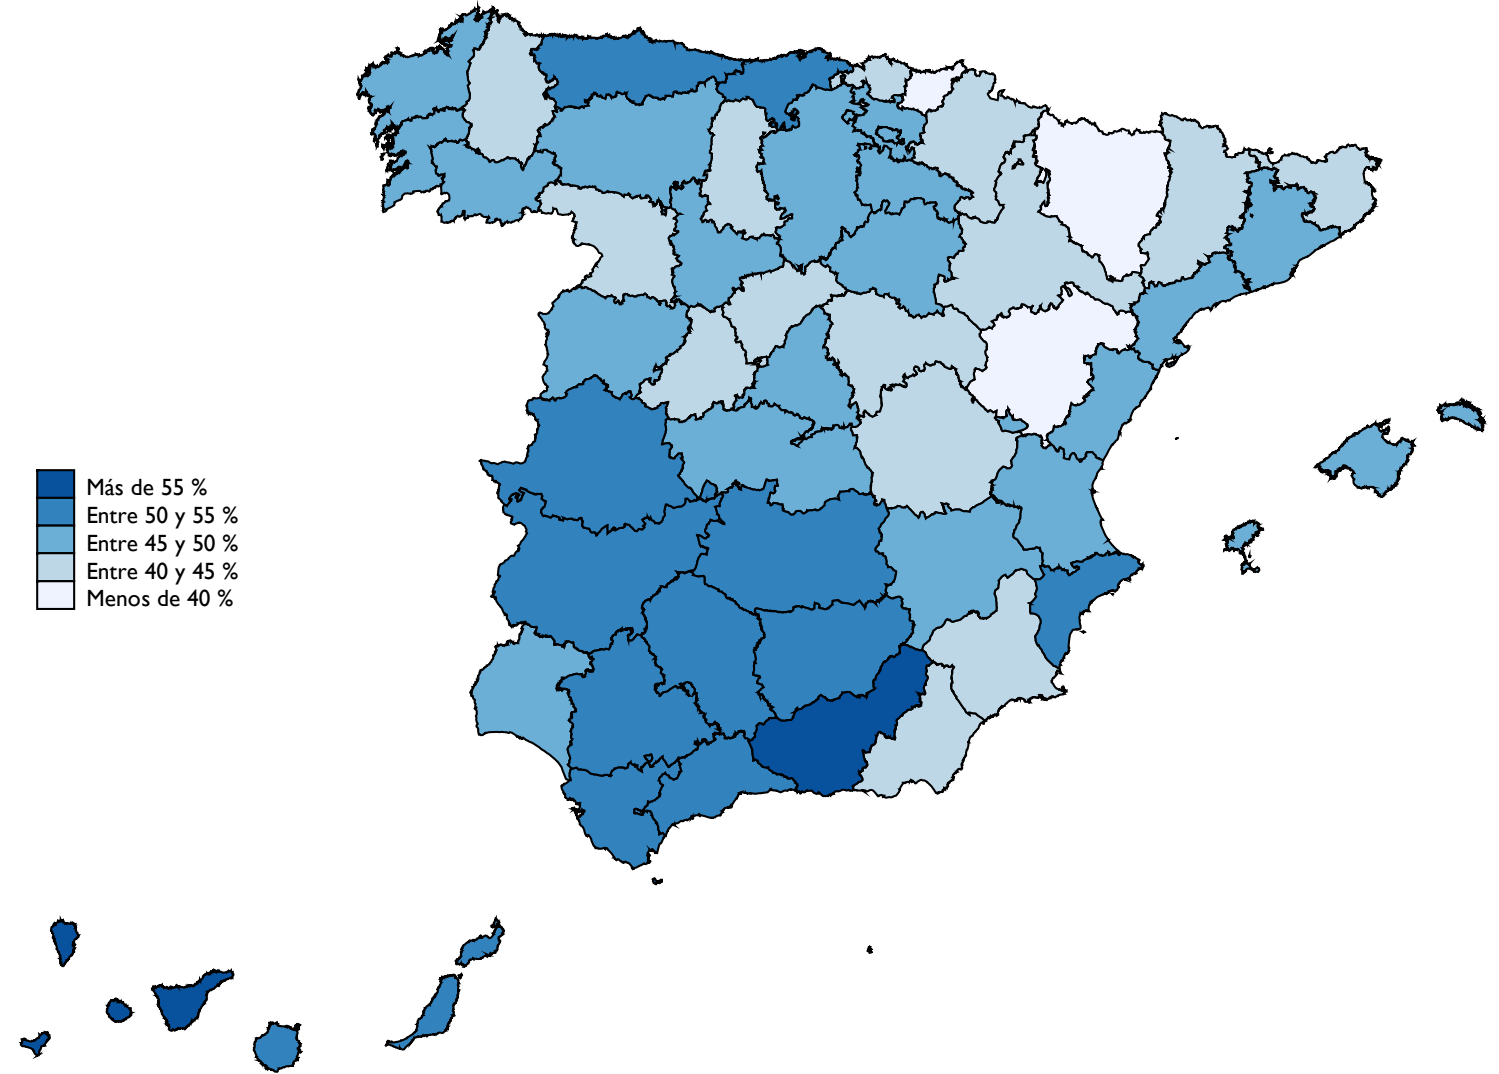 Más de 55 %
Entre 50 y 55 %
Entre 45 y 50 %
Entre 40 y 45 %
Menos de 40 %